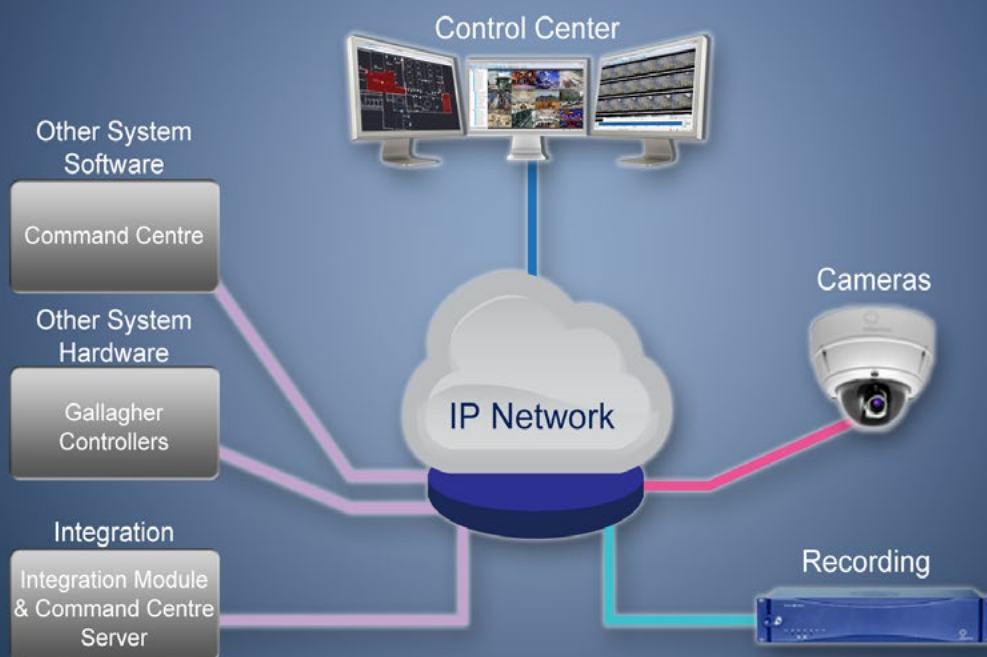 Control Center
Other System
Software
Command Centre
Cameras
Other System
Hardware
Gallagher
Controllers
IP Network
Integration
Integration Module
& Command Centre
Server
Recording